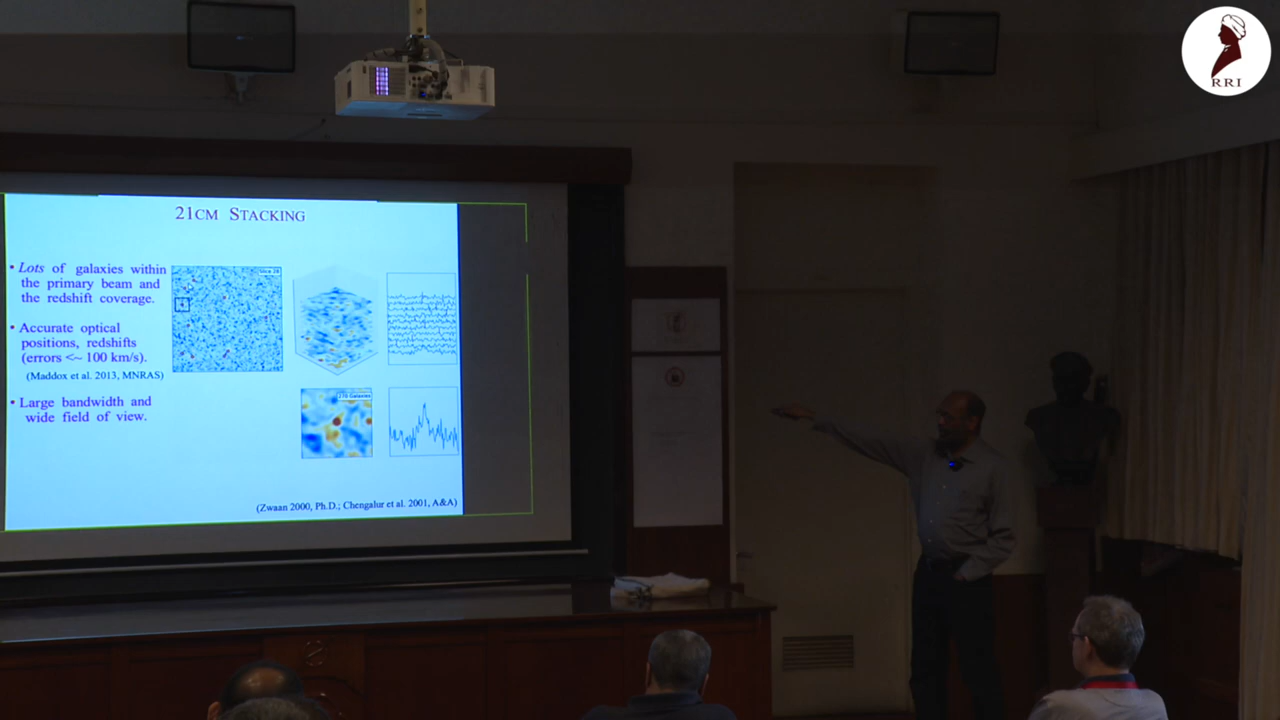 RRI
21CM STACKING
• Lots of galaxies within
the primary beam and
the redshift coverage.
• Accurate optical
positions, redshifts
(errors <~ 100 km/s).
(Maddox et al. 2013, MNRAS)
• Large bandwidth and
wide field of view.
(Zwaan 2000, Ph.D.; Chengalur et al. 2001, A&A)